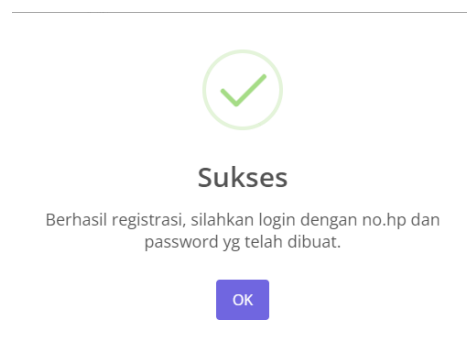 Sukses
Berhasil registrasi, silahkan login dengan no.hp dan
password yg telah dibuat.
OK